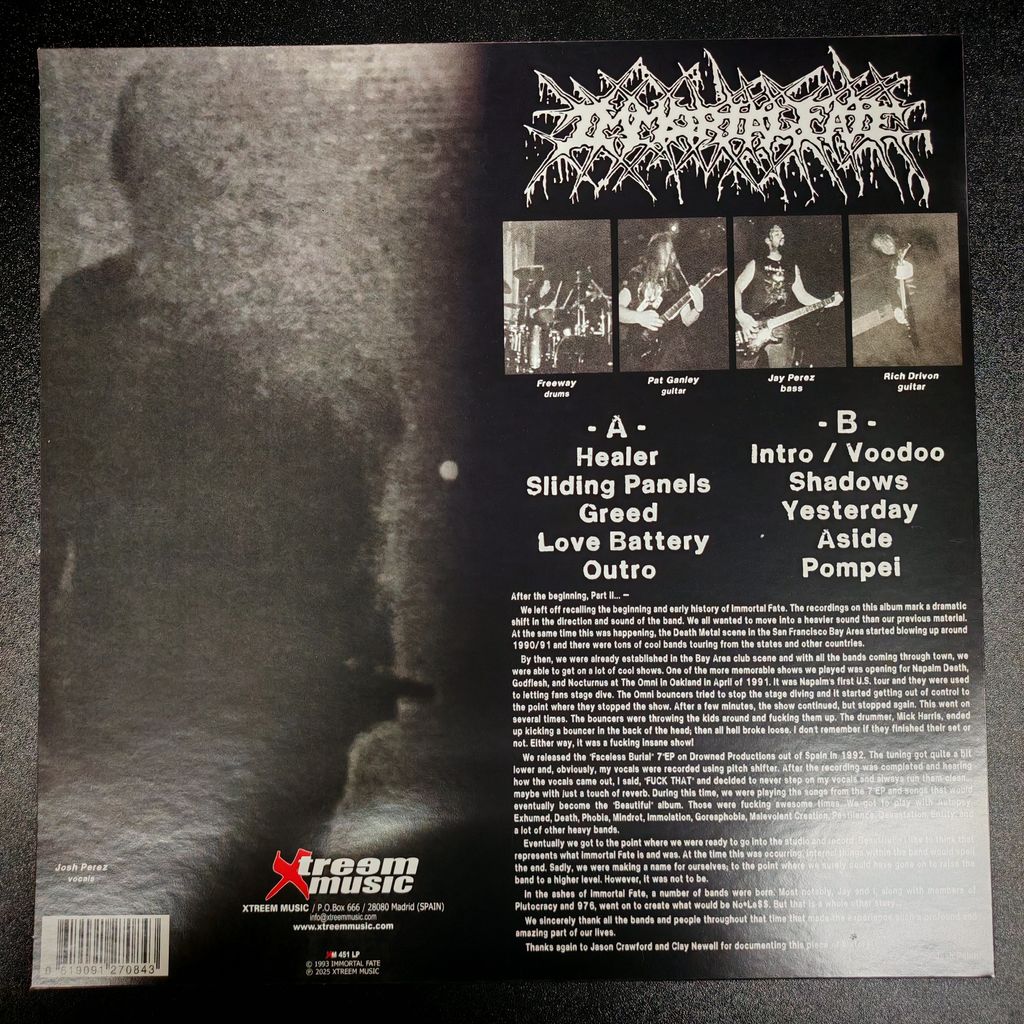 IMMORTAL FATE
Freeway
drums
Pat Ganley
guitar
Jay Perez
bass
Rich Drivon
guitar
- A -
Healer
Sliding Panels
Greed
Love Battery
Outro
- B -
Intro / Voodoo
Shadows
Yesterday
Aside
Pompei
After the beginning, Part II... –
We left off recalling the beginning and early history of Immortal Fate. The recordings on this album mark a dramatic
shift in the direction and sound of the band. We all wanted to move into a heavier sound than our previous material.
At the same time this was happening, the Death Metal scene in the San Francisco Bay Area started blowing up around
1990/91 and there were tons of cool bands touring from the states and other countries.
By then, we were already established in the Bay Area club scene and with all the bands coming through town, we
were able to get on a lot of cool shows. One of the more memorable shows we played was opening for Napalm Death,
Godflesh, and Nocturnus at The Omni in Oakland in April of 1991. It was Napalm's first U.S. tour and they were used
to letting fans stage dive. The Omni bouncers tried to stop the stage diving and it started getting out of control to
the point where they stopped the show. After a few minutes, the show continued, but stopped again. This went on
several times. The bouncers were throwing the kids around and fucking them up. The drummer, Mick Harris, ended
up kicking a bouncer in the back of the head; then all hell broke loose. I don't remember if they finished their set or
not. Either way, it was a fucking insane show!
We released the "Faceless Burial" 7"EP on Drowned Productions out of Spain in 1992. The tuning got quite a bit
lower and, obviously, my vocals were recorded using pitch shifter. After the recording was completed and hearing
how the vocals came out, I said, "FUCK THAT" and decided to never step on my vocals and always run them clean...
maybe with just a touch of reverb. During this time, we were playing the songs from the 7"EP and songs that would
eventually become the "Beautiful" album. Those were fucking awesome times. We got to play with Autopsy,
Exhumed, Death, Phobia, Mindrot, Immolation, Goreaphobia, Malevolent Creation, Pestilence, Devastation, Entity, and
a lot of other heavy bands.
Eventually we got to the point where we were ready to go into the studio and record "Beautiful". I like to think that
represents what Immortal Fate is and was. At the time this was occurring, internal things within the band would spell
the end. Sadly, we were making a name for ourselves; to the point where we surely could have gone on to raise the
band to a higher level. However, it was not to be.
In the ashes of Immortal Fate, a number of bands were born. Most notably, Jay and I, along with members of
Plutocracy and 976, went on to create what would be No•Le$$. But that is a whole other story...
We sincerely thank all the bands and people throughout that time that made the experience such a profound and
amazing part of our lives.
Thanks again to Jason Crawford and Clay Newell for documenting this piece of history.
Josh Perez
vocals
Xtreem
music
XTREEM MUSIC / P.O.Box 666 / 28080 Madrid (SPAIN)
info@xtreemmusic.com
www.xtreemmusic.com
XM 451 LP
© 1993 IMMORTAL FATE
℗ 2025 XTREEM MUSIC
0 619091 270843